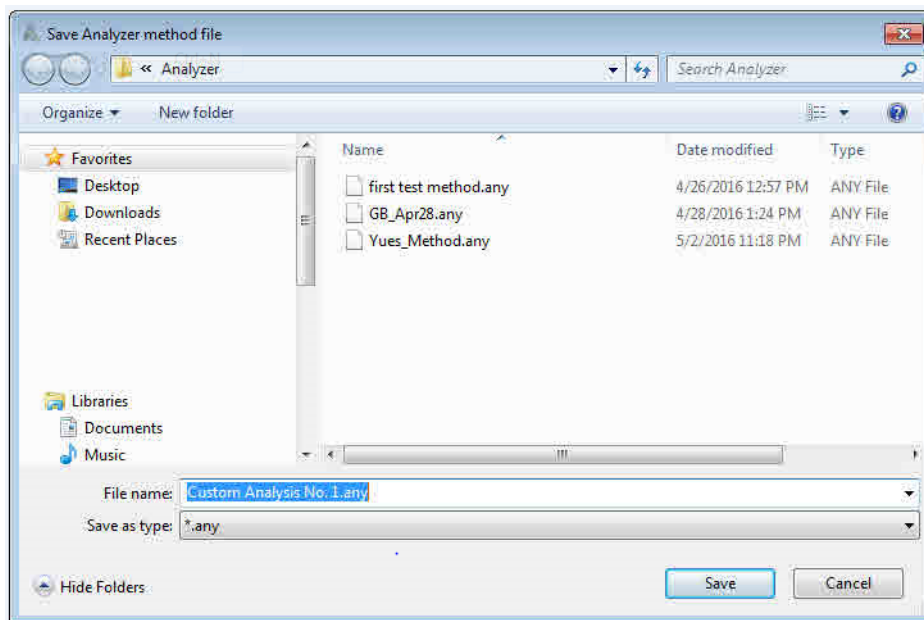 Save Analyzer method file
« Analyzer
Search Analyzer
Organize
New folder
Name
Date modified
Type
Favorites
Desktop
Downloads
Recent Places
first test method.any 4/26/2016 12:57 PM ANY File
GB_Apr28.any 4/28/2016 1:24 PM ANY File
Yues_Method.any 5/2/2016 11:18 PM ANY File
Libraries
Documents
Music
File name: Custom Analysis No. 1.any
Save as type: *.any
Hide Folders
Save
Cancel